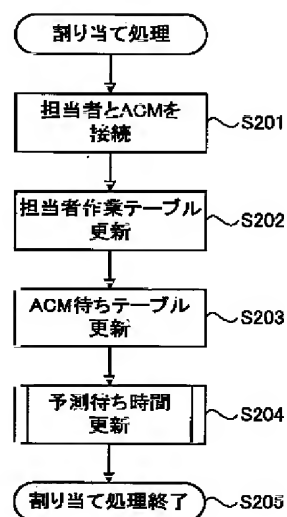 割り当て処理
担当者とACMを
接続
S201
担当者作業テーブル
更新
S202
ACM待ちテーブル
更新
S203
予測待ち時間
更新
S204
割り当て処理終了
S205